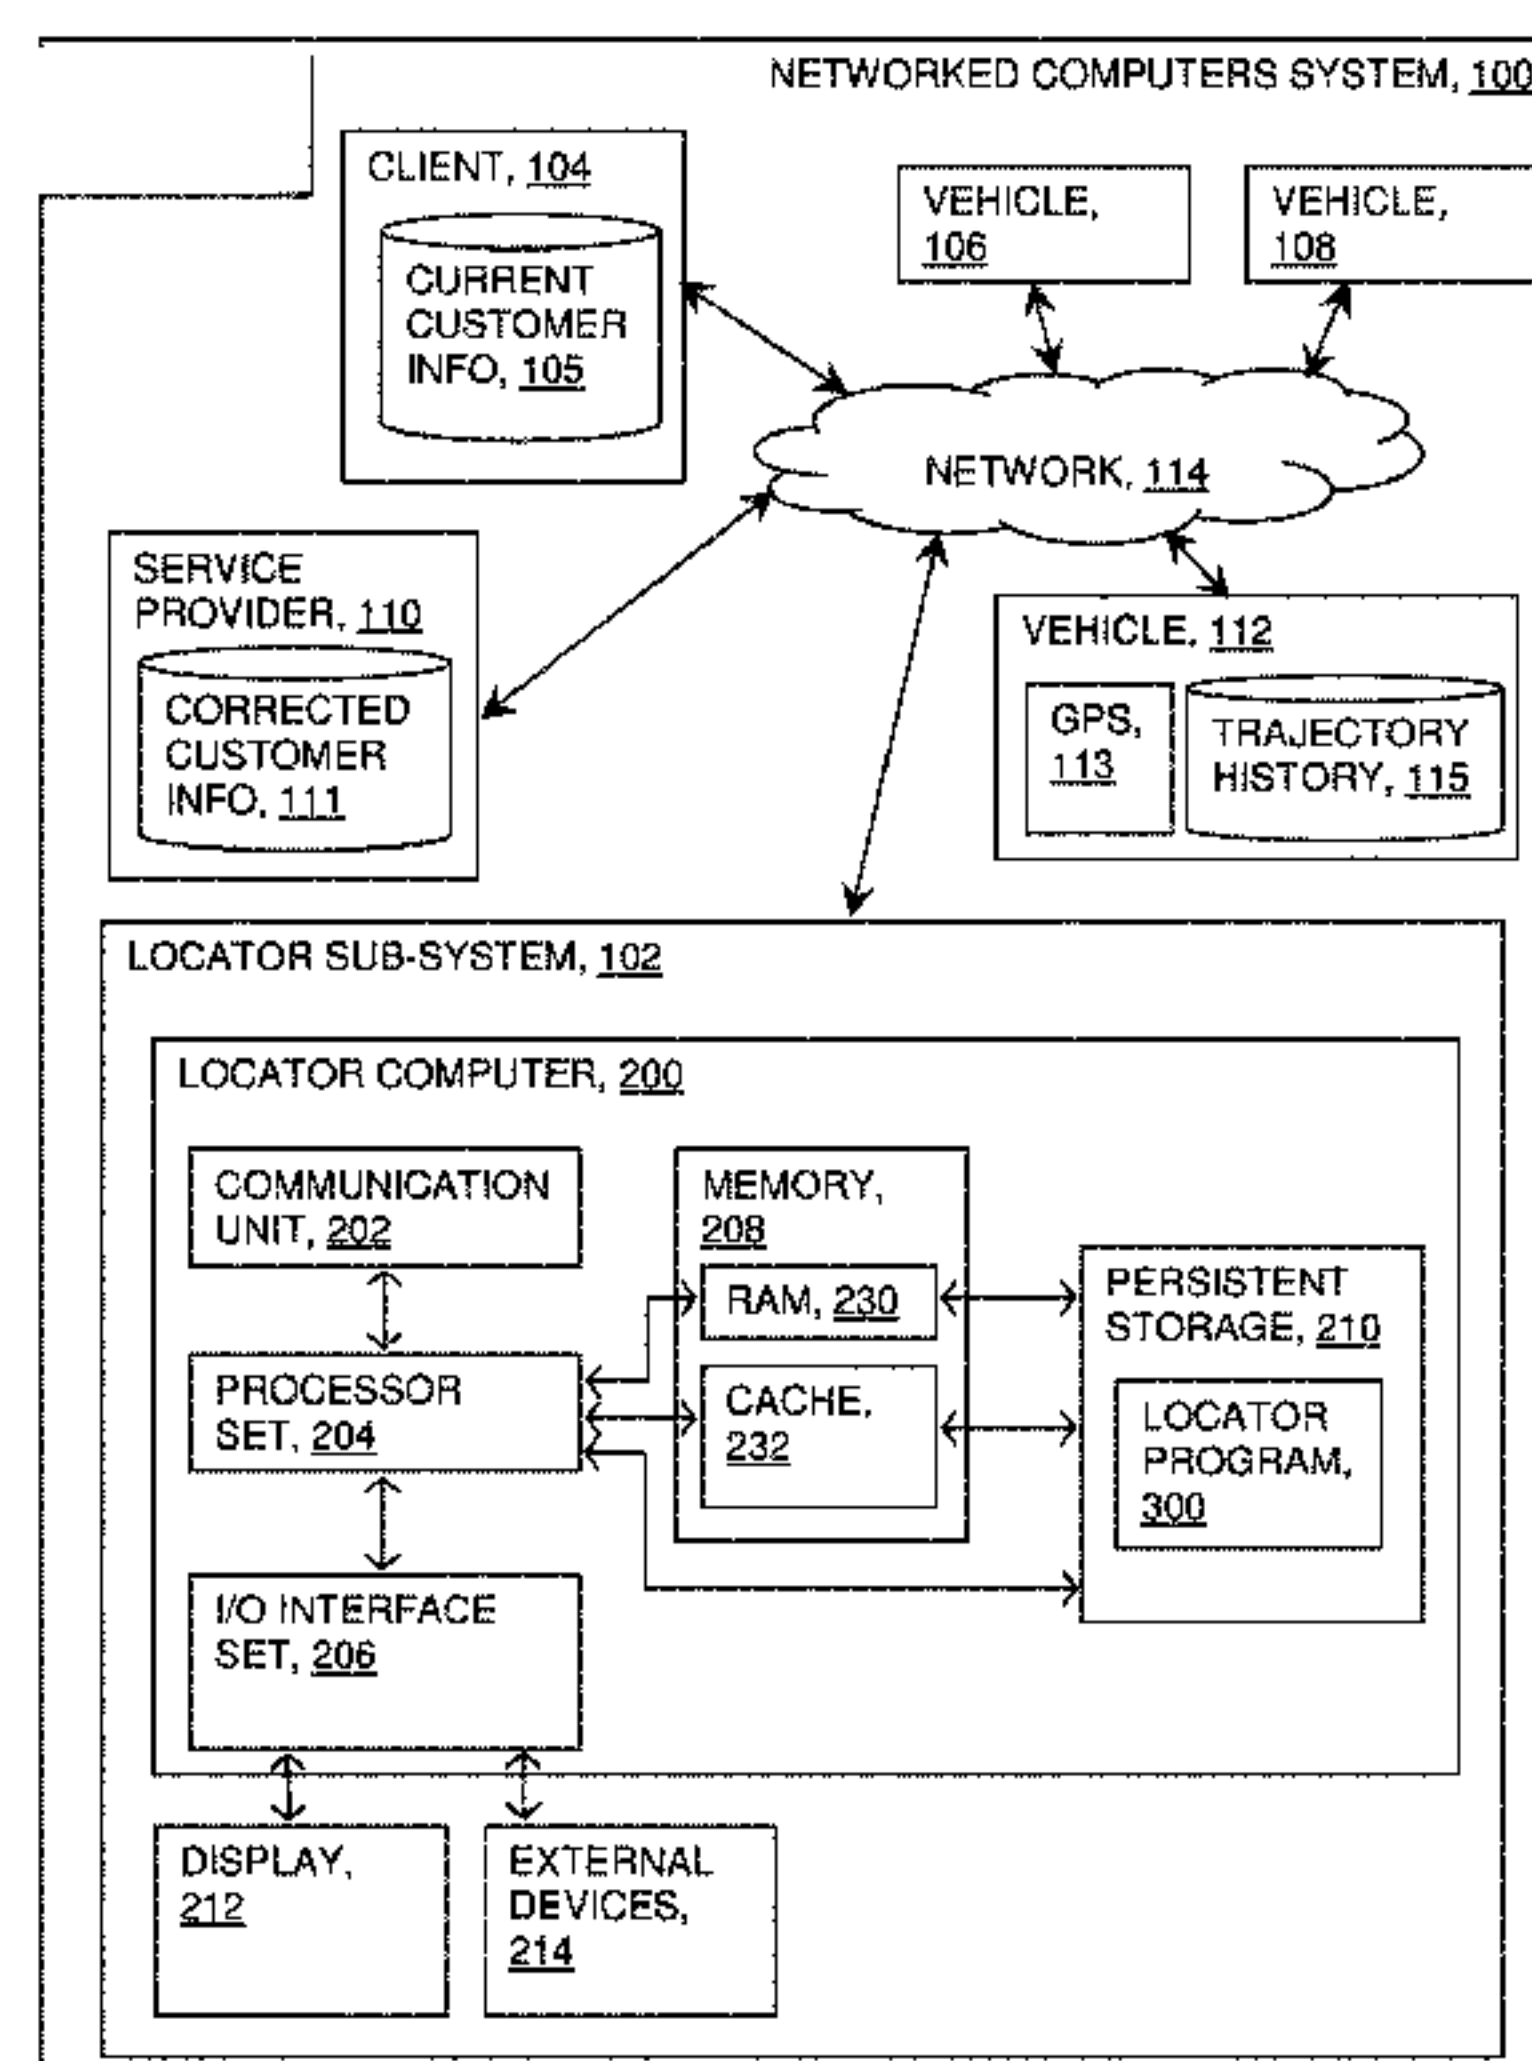 NETWORKED COMPUTERS SYSTEM, 100
CLIENT, 104
CURRENT
CUSTOMER
INFO, 105
VEHICLE,
106
VEHICLE,
108
NETWORK, 114
SERVICE
PROVIDER, 110
CORRECTED
CUSTOMER
INFO, 111
VEHICLE, 112
GPS,
113
TRAJECTORY
HISTORY, 115
LOCATOR SUB-SYSTEM, 102
LOCATOR COMPUTER, 200
COMMUNICATION
UNIT, 202
MEMORY,
208
RAM, 230
CACHE,
232
PERSISTENT
STORAGE, 210
LOCATOR
PROGRAM,
300
PROCESSOR
SET, 204
I/O INTERFACE
SET, 206
DISPLAY,
212
EXTERNAL
DEVICES,
214